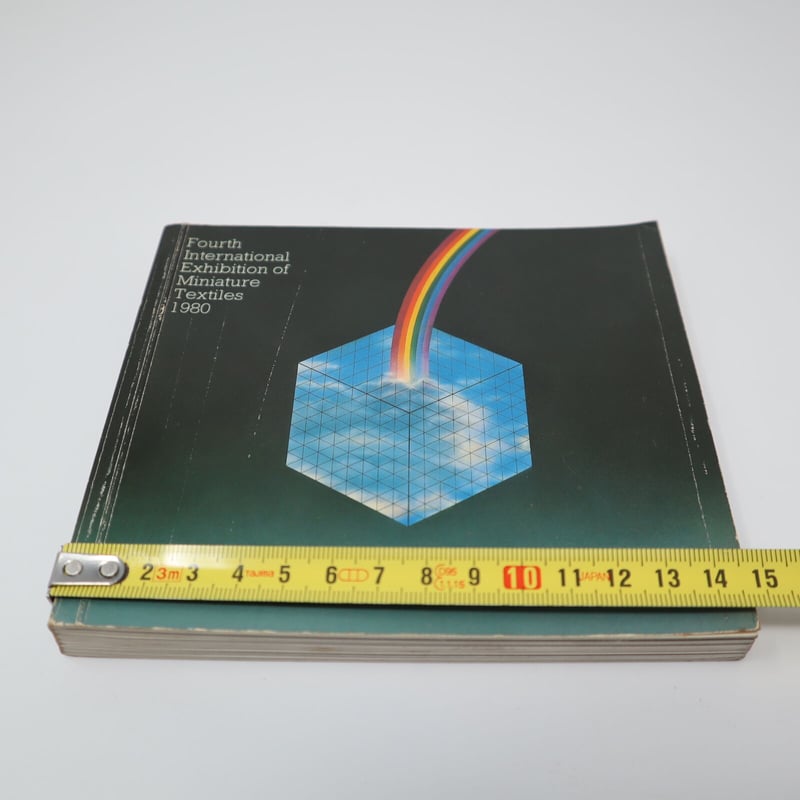 Fourth
International
Exhibition of
Miniature
Textiles
1980
2 3m 3 4 tajima 5 6 7 8 9 10 11 JAPAN 12 13 14 15